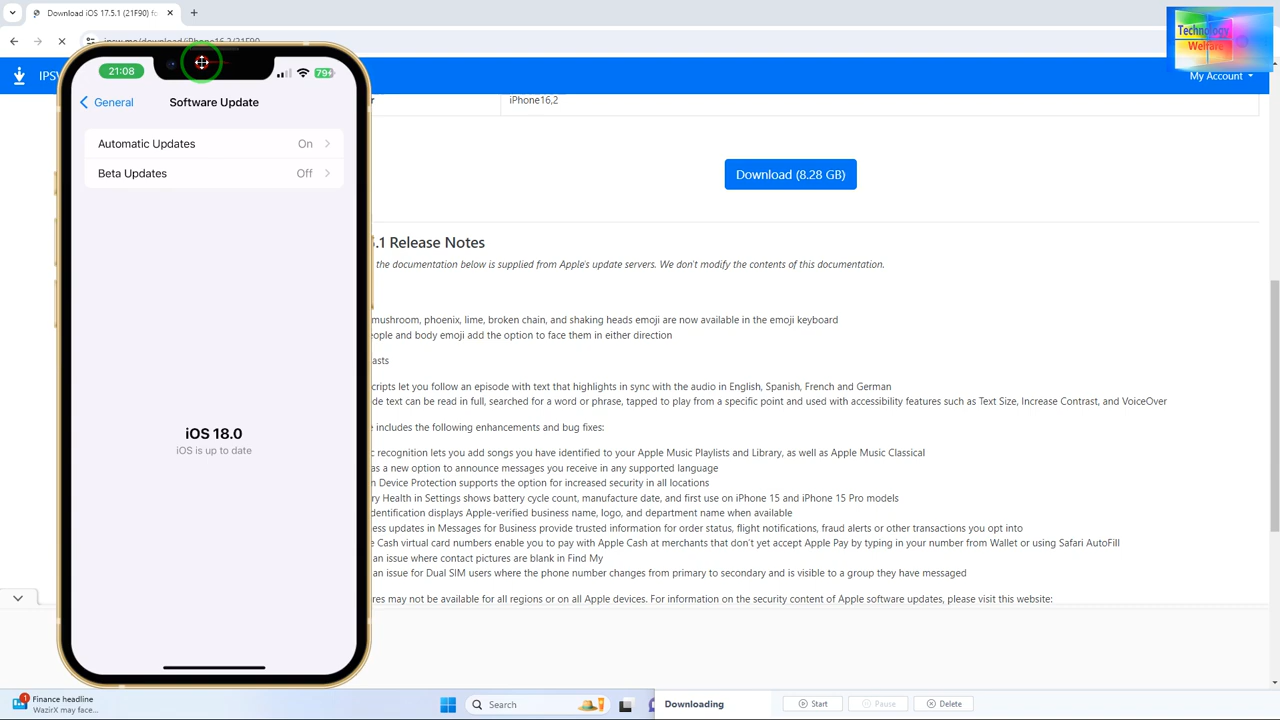 Download iOS 17.5.1 (21F90) fo
ipsw.me/download/iPhone16,2/21F90
Technology
Welfare
IPSW
My Account
21:08
79
General
Software Update
iPhone16,2
Automatic Updates
On
Beta Updates
Off
Download (8.28 GB)
.1 Release Notes
the documentation below is supplied from Apple's update servers. We don't modify the contents of this documentation.
mushroom, phoenix, lime, broken chain, and shaking heads emoji are now available in the emoji keyboard
eople and body emoji add the option to face them in either direction
asts
scripts let you follow an episode with text that highlights in sync with the audio in English, Spanish, French and German
de text can be read in full, searched for a word or phrase, tapped to play from a specific point and used with accessibility features such as Text Size, Increase Contrast, and VoiceOver
e includes the following enhancements and bug fixes:
iOS 18.0
iOS is up to date
c recognition lets you add songs you have identified to your Apple Music Playlists and Library, as well as Apple Music Classical
as a new option to announce messages you receive in any supported language
n Device Protection supports the option for increased security in all locations
ry Health in Settings shows battery cycle count, manufacture date, and first use on iPhone 15 and iPhone 15 Pro models
dentification displays Apple-verified business name, logo, and department name when available
ess updates in Messages for Business provide trusted information for order status, flight notifications, fraud alerts or other transactions you opt into
e Cash virtual card numbers enable you to pay with Apple Cash at merchants that don't yet accept Apple Pay by typing in your number from Wallet or using Safari AutoFill
an issue where contact pictures are blank in Find My
an issue for Dual SIM users where the phone number changes from primary to secondary and is visible to a group they have messaged
res may not be available for all regions or on all Apple devices. For information on the security content of Apple software updates, please visit this website:
1
Finance headline
WazirX may face...
Search
Downloading
Start
Pause
Delete